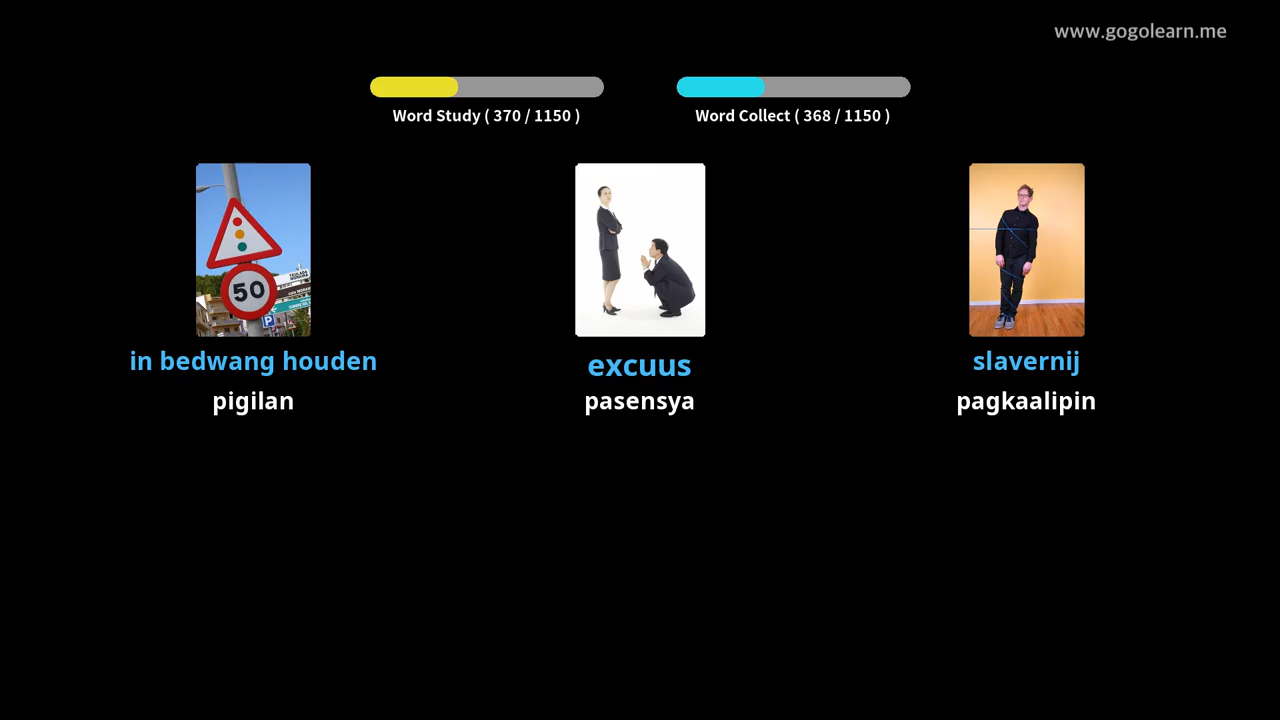 www.gogolearn.me
Word Study ( 370 / 1150 )
Word Collect ( 368 / 1150 )
50
P
in bedwang houden
excuus
slavernij
pigilan
pasensya
pagkaalipin